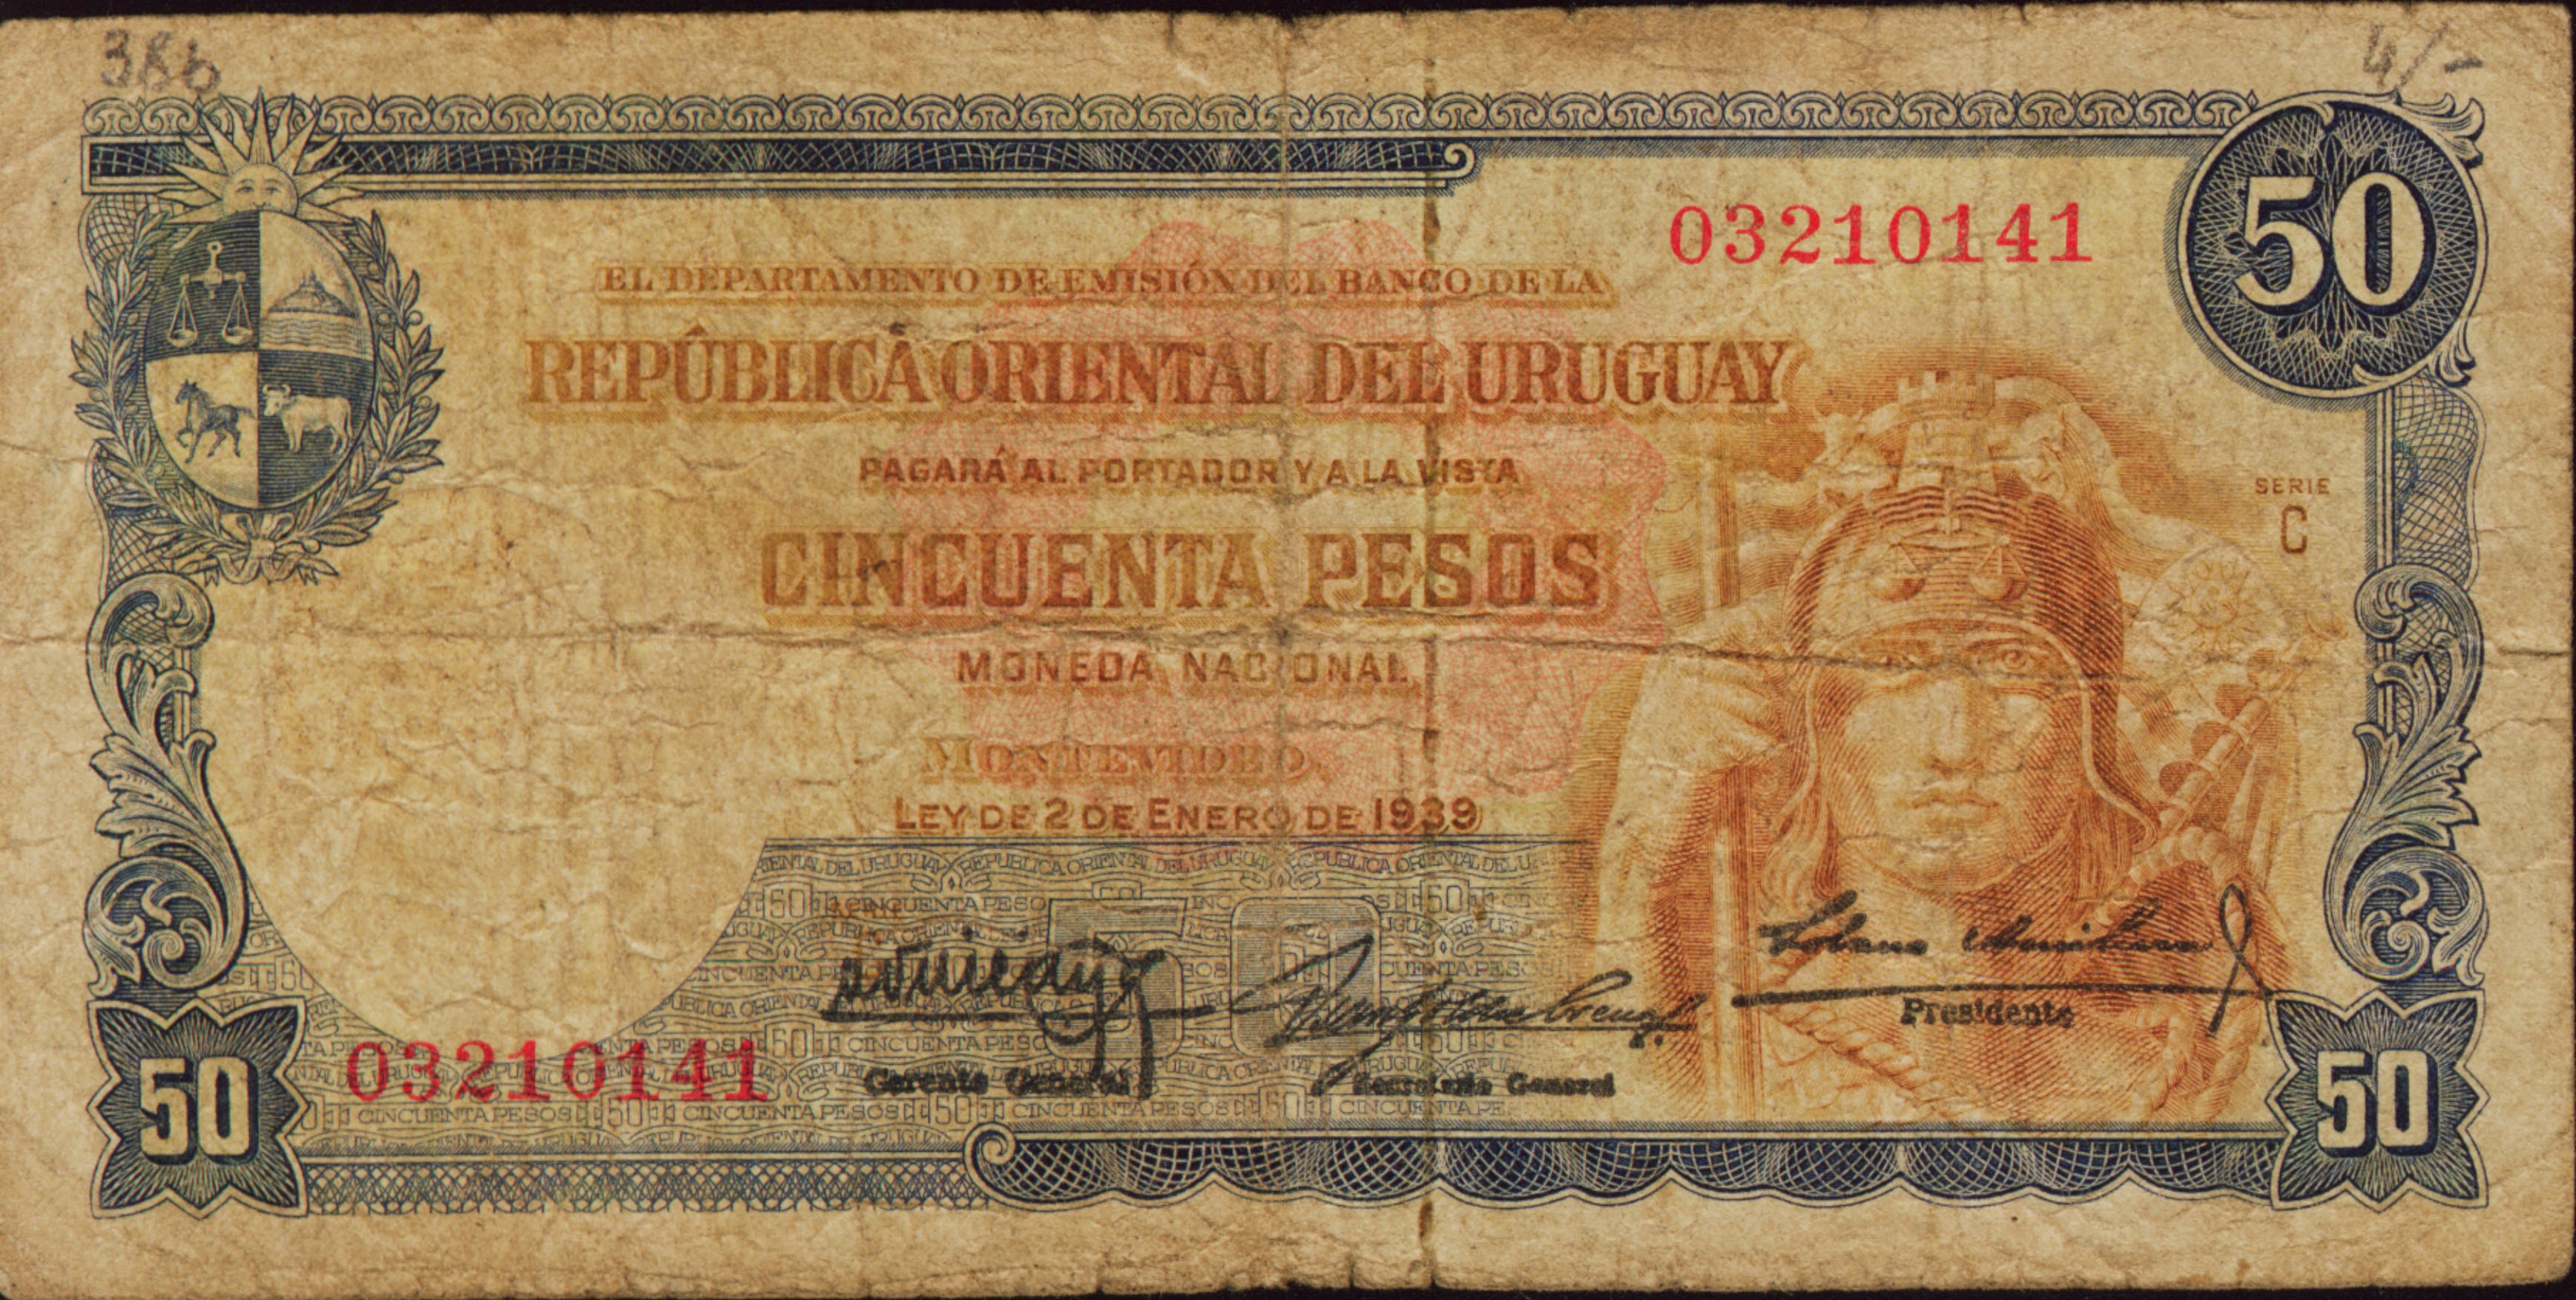 38b
4/-
50
03210141
EL DEPARTAMENTO DE EMISIÓN DEL BANCO DE LA
REPÚBLICA ORIENTAL DEL URUGUAY
PAGARÁ AL PORTADOR Y A LA VISTA
SERIE
C
CINCUENTA PESOS
MONEDA NACIONAL
MONTEVIDEO,
LEY DE 2 DE ENERO DE 1939
50
Presidente
03210141
Gerente General
Secretario General
50
50